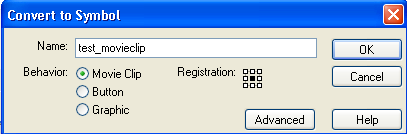 Convert to Symbol
Name: test_movieclip OK
Behavior: Movie Clip Registration: Cancel
Button
Graphic
Advanced Help